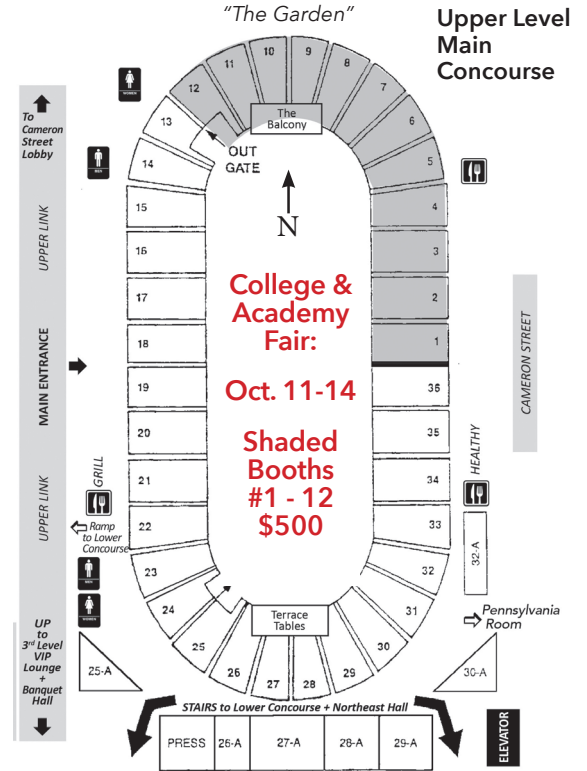 "The Garden"
Upper Level
Main
Concourse
10
9
11
8
12
7
WOMEN
13
6
The
Balcony
To
Cameron
Street
Lobby
OUT
GATE
14
MEN
5
15
4
N
UPPER LINK
16
3
17
2
College &
Academy
Fair:
18
1
MAIN ENTRANCE
CAMERON STREET
19
36
Oct. 11-14
20
35
Shaded
Booths
#1 - 12
$500
21
34
GRILL
HEALTHY
UPPER LINK
22
33
Ramp
to Lower
Concourse
32-A
23
32
MEN
24
31
WOMEN
Terrace
Tables
Pennsylvania
Room
25
30
UP
to
3rd Level
VIP
Lounge
+
Banquet
Hall
25-A
26
29
30-A
27
28
STAIRS to Lower Concourse + Northeast Hall
PRESS
26-A
27-A
28-A
29-A
ELEVATOR